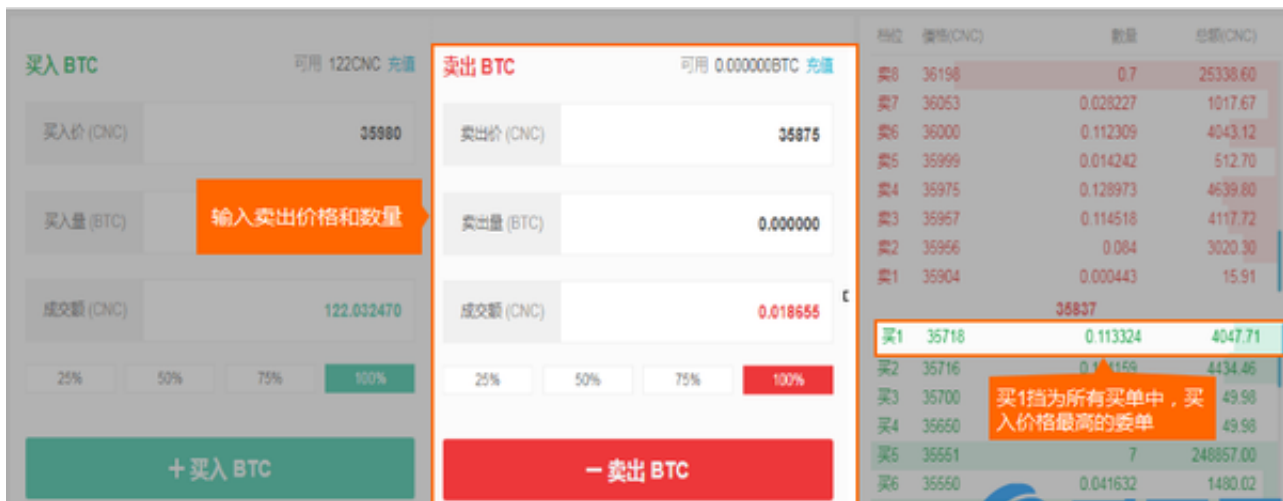 买入 BTC
可用 122CNC 充值
买入价 (CNC)
35980
买入量 (BTC)
成交额 (CNC)
122.032470
25%
50%
75%
100%
十买入 BTC
输入卖出价格和数量
卖出 BTC
可用 0.000000BTC 充值
卖出价 (CNC)
35875
卖出量 (BTC)
0.000000
成交额 (CNC)
0.018655
25%
50%
75%
100%
一 卖出 BTC
档位 价格(CNC) 数量 总额(CNC)
卖8 36198 0.7 25338.60
卖7 36053 0.028227 1017.67
卖6 36000 0.112309 4043.12
卖5 35999 0.014242 512.70
卖4 35975 0.128973 4639.80
卖3 35957 0.114518 4117.72
卖2 35956 0.084 3020.30
卖1 35904 0.000443 15.91
35837
买1 35718 0.113324 4047.71
买2 35716 4434.46
买3 35700 49.98
买4 35650 49.98
买1挡为所有买单中，买
入价格最高的委单
买5 35551 7 248857.00
买6 35550 0.041632 1480.02